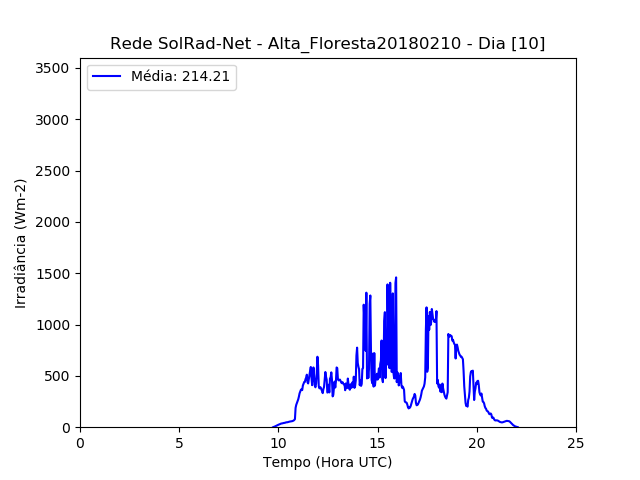 Rede SolRad-Net - Alta_Floresta20180210 - Dia [10]
Média: 214.21
3500
3000
2500
2000
1500
1000
500
0
Irradiância (Wm-2)
0 5 10 15 20 25
Tempo (Hora UTC)